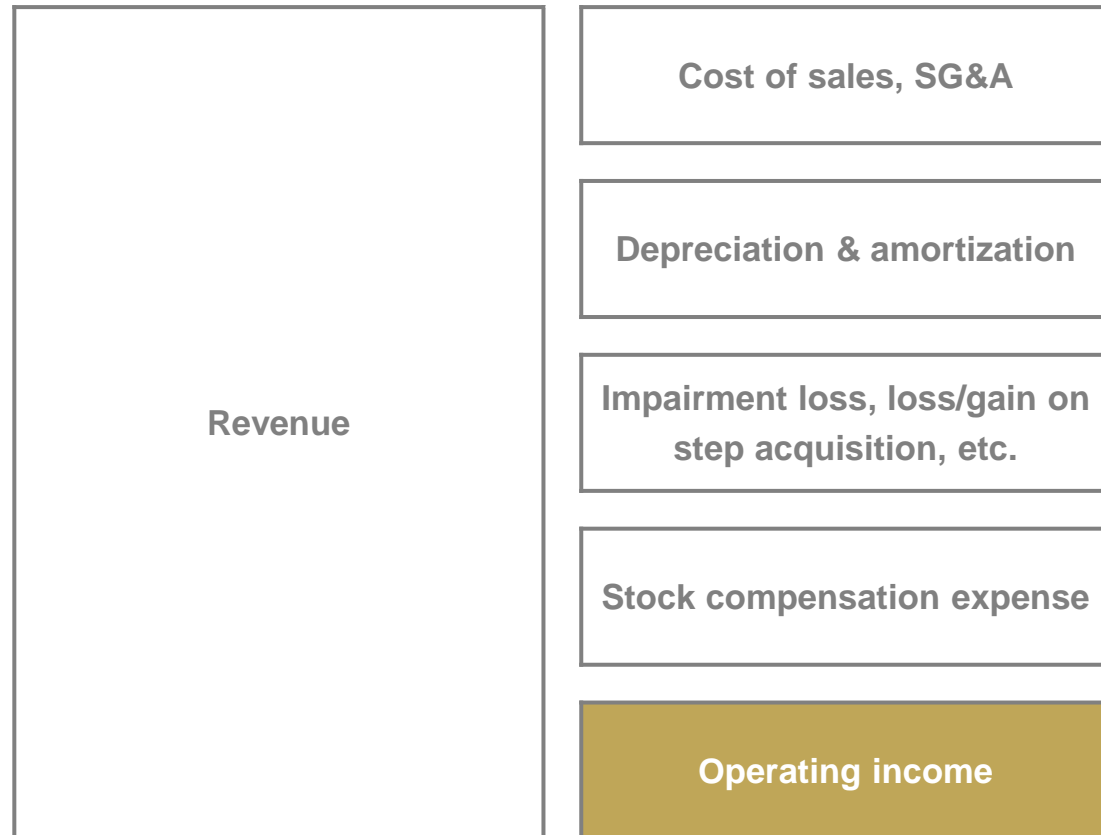 Revenue
Cost of sales, SG&A
Depreciation & amortization
Impairment loss, loss/gain on
step acquisition, etc.
Stock compensation expense
Operating income